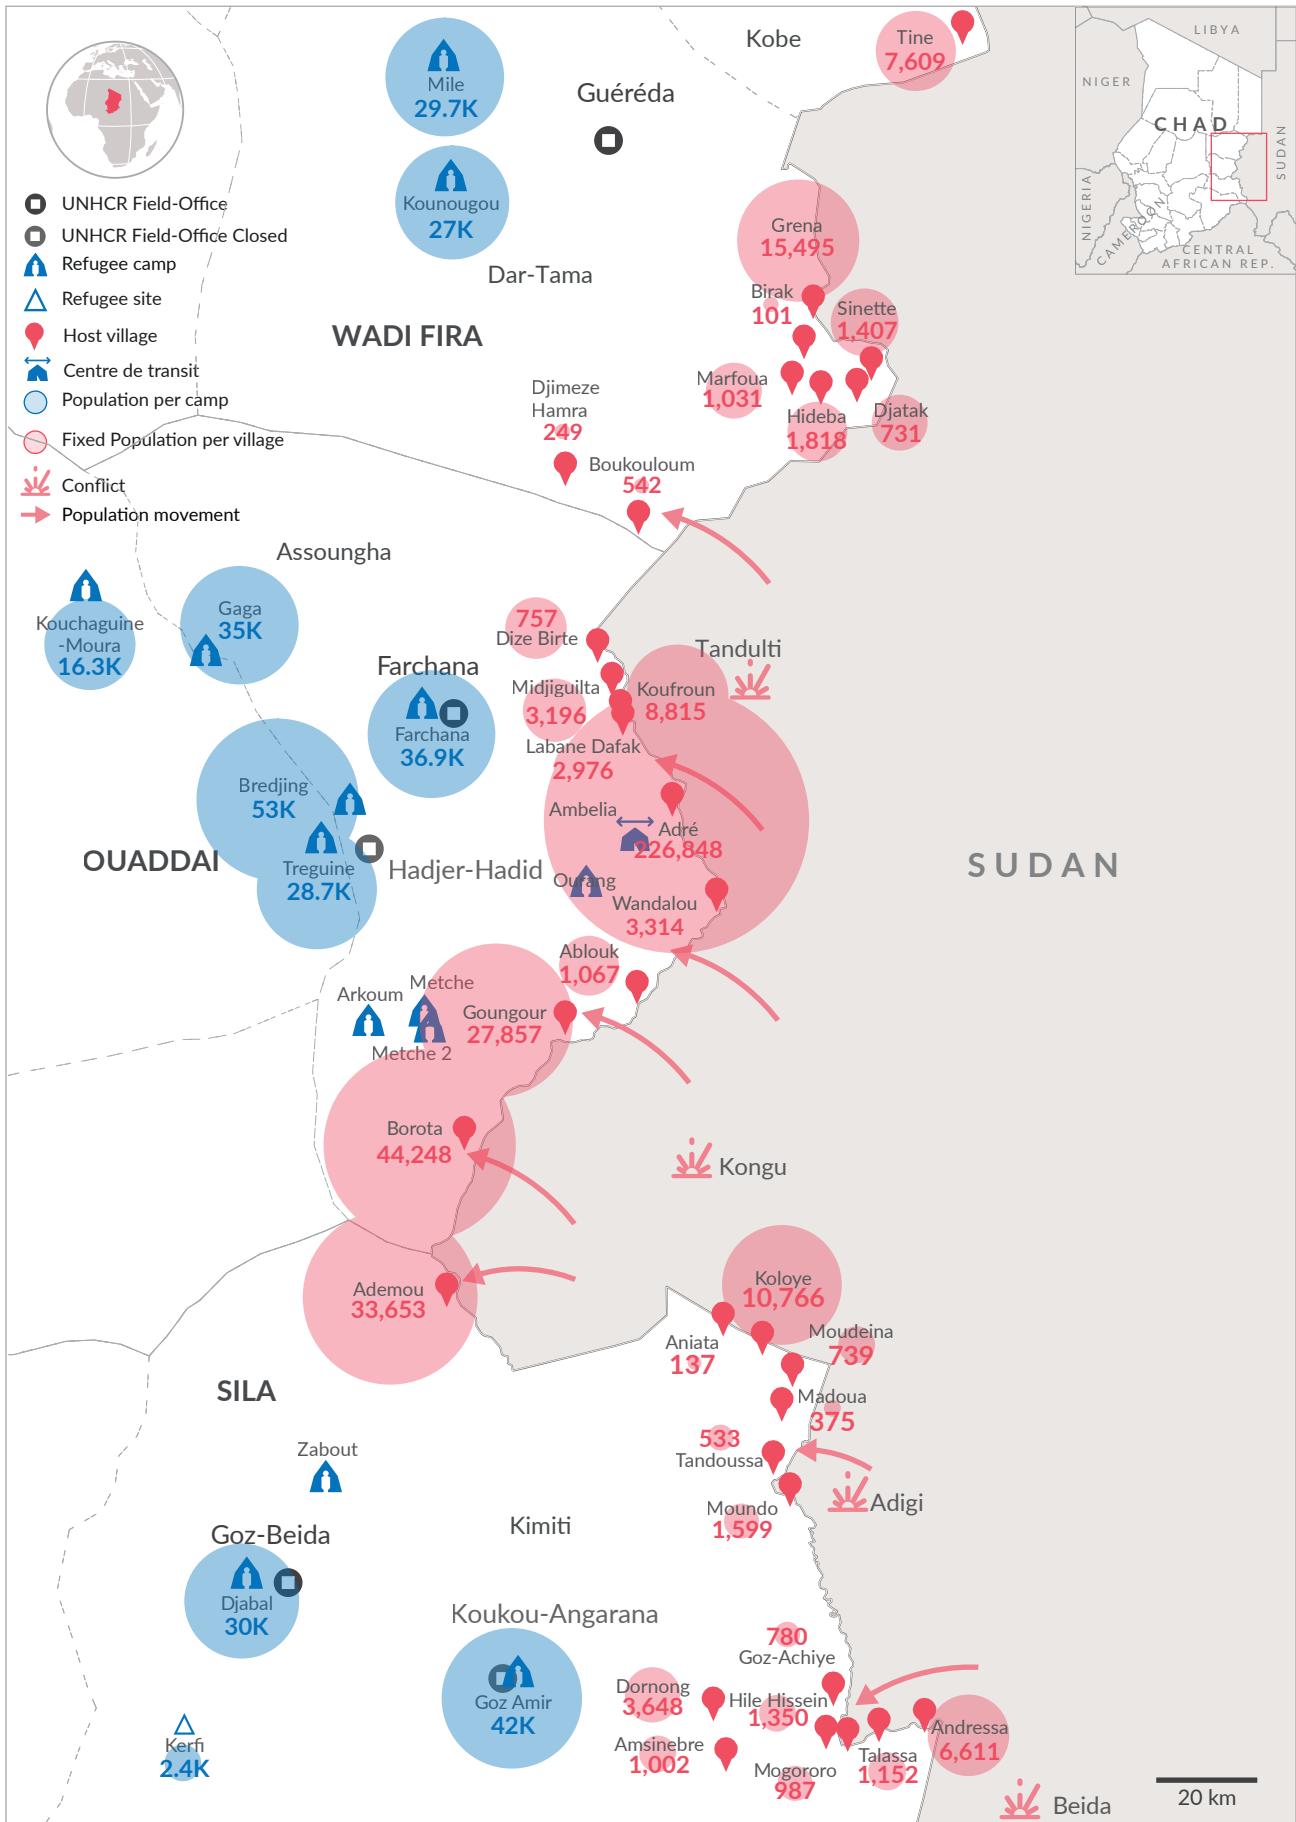 Kobe
Tine
7,609
Mile
29.7K
Guéréda
LIBYA
NIGER
CHAD
SUDAN
NIGERIA
CAMEROON
CENTRAL
AFRICAN REP.
UNHCR Field-Office
UNHCR Field-Office Closed
Refugee camp
Refugee site
Host village
Centre de transit
Population per camp
Fixed Population per village
Conflict
Population movement
Kounougou
27K
Grena
15,495
Dar-Tama
Birak
101
Sinette
1,407
WADI FIRA
Marfoua
1,031
Djimeze
Hamra
249
Hideba
1,818
Djatak
731
Boukouloum
542
Assoungha
Kouchaguine
-Moura
16.3K
Gaga
35K
757
Dize Birte
Tandulti
Farchana
Midjiguilta
3,196
Koufroun
8,815
Farchana
36.9K
Labane Dafak
2,976
Bredjing
53K
Ambelia
Adré
226,848
OUADDAI
Treguine
28.7K
Hadjer-Hadid
Ourang
SUDAN
Wandalou
3,314
Ablouk
1,067
Arkoum
Metche
Goungour
27,857
Metche 2
Borota
44,248
Kongu
Ademou
33,653
Koloye
10,766
Aniata
137
Moudeina
739
SILA
Madoua
375
533
Tandoussa
Zabout
Adigi
Moundo
1,599
Kimiti
Goz-Beida
Djabal
30K
Koukou-Angarana
780
Goz-Achiye
Goz Amir
42K
Dornong
3,648
Hile Hissein
1,350
Kerfi
2.4K
Amsinebre
1,002
Andressa
6,611
Mogororo
987
Talassa
1,152
Beida
20 km